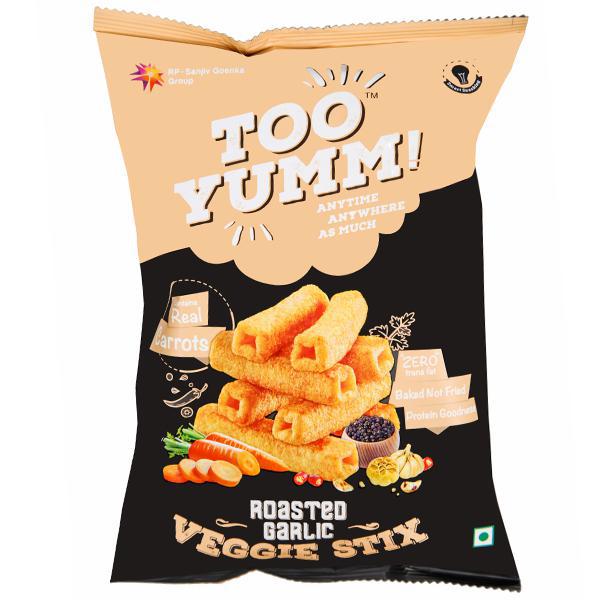 RP-Sanjiv Goenka
Group
TOO
YUMM!
TM
ANYTIME
ANYWHERE
AS MUCH
Contains
Real
Carrots
ZERO*
trans fat
Baked Not Fried
Protein Goodness
ROASTED
GARLIC
VEGGIE STIX